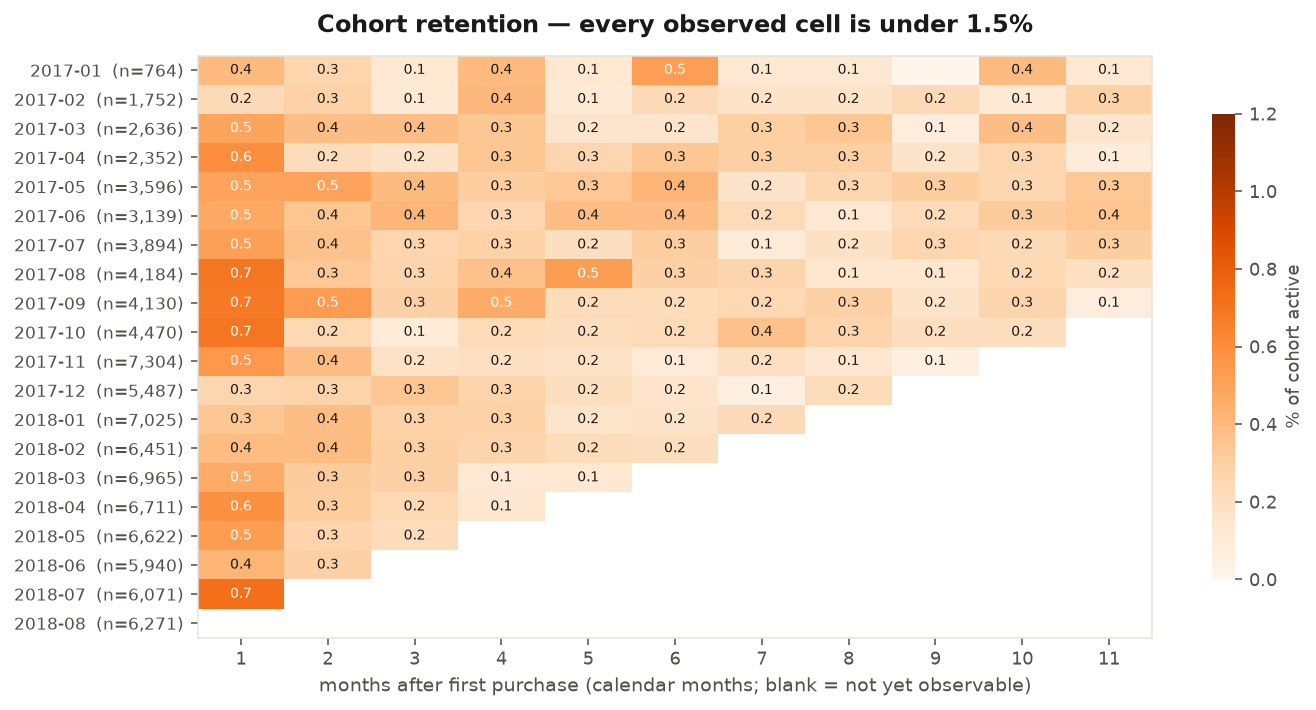 Cohort retention — every observed cell is under 1.5%
2017-01 (n=764) 0.4 0.3 0.1 0.4 0.1 0.5 0.1 0.1 0.4 0.1
2017-02 (n=1,752) 0.2 0.3 0.1 0.4 0.1 0.2 0.2 0.2 0.2 0.1 0.3
2017-03 (n=2,636) 0.5 0.4 0.4 0.3 0.2 0.2 0.3 0.3 0.1 0.4 0.2
2017-04 (n=2,352) 0.6 0.2 0.2 0.3 0.3 0.3 0.3 0.3 0.2 0.3 0.1
2017-05 (n=3,596) 0.5 0.5 0.4 0.3 0.3 0.4 0.2 0.3 0.3 0.3 0.3
2017-06 (n=3,139) 0.5 0.4 0.4 0.3 0.4 0.4 0.2 0.1 0.2 0.3 0.4
2017-07 (n=3,894) 0.5 0.4 0.3 0.3 0.2 0.3 0.1 0.2 0.3 0.2 0.3
2017-08 (n=4,184) 0.7 0.3 0.3 0.4 0.5 0.3 0.3 0.1 0.1 0.2 0.2
2017-09 (n=4,130) 0.7 0.5 0.3 0.5 0.2 0.2 0.2 0.3 0.2 0.3 0.1
2017-10 (n=4,470) 0.7 0.2 0.1 0.2 0.2 0.2 0.4 0.3 0.2 0.2
2017-11 (n=7,304) 0.5 0.4 0.2 0.2 0.2 0.1 0.2 0.1 0.1
2017-12 (n=5,487) 0.3 0.3 0.3 0.3 0.2 0.2 0.1 0.2
2018-01 (n=7,025) 0.3 0.4 0.3 0.3 0.2 0.2 0.2
2018-02 (n=6,451) 0.4 0.4 0.3 0.3 0.2 0.2
2018-03 (n=6,965) 0.5 0.3 0.3 0.1 0.1
2018-04 (n=6,711) 0.6 0.3 0.2 0.1
2018-05 (n=6,622) 0.5 0.3 0.2
2018-06 (n=5,940) 0.4 0.3
2018-07 (n=6,071) 0.7
2018-08 (n=6,271)
1 2 3 4 5 6 7 8 9 10 11
months after first purchase (calendar months; blank = not yet observable)
1.2
1.0
0.8
0.6
0.4
0.2
0.0
% of cohort active